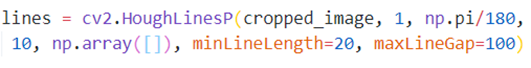 lines = cv2.HoughLinesP(cropped_image, 1, np.pi/180,
10, np.array([]), minLineLength=20, maxLineGap=100)